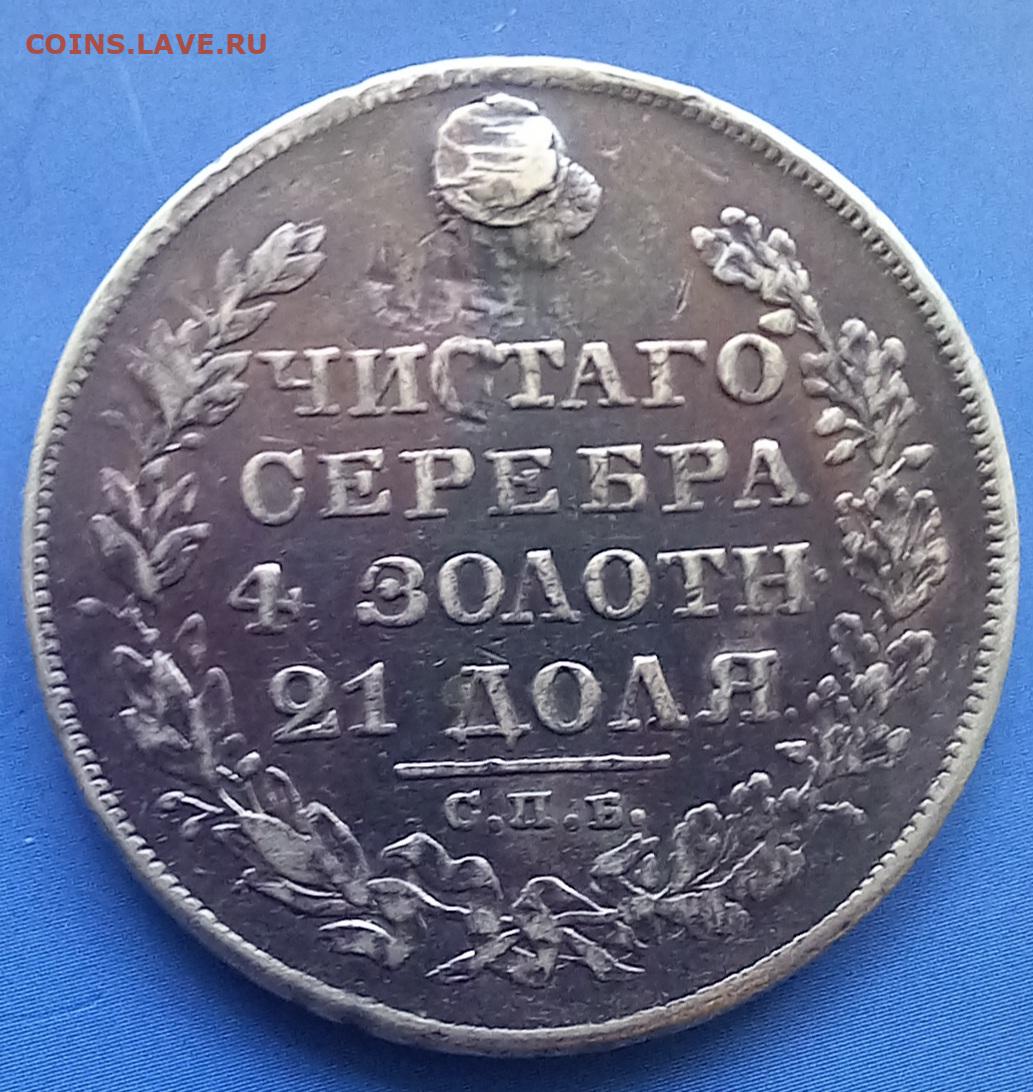 COINS.LAVE.RU
ЧИСТАГО
СЕРЕБРА
4 ЗОЛОТН.
21 ДОЛЯ.
С.П.Б.